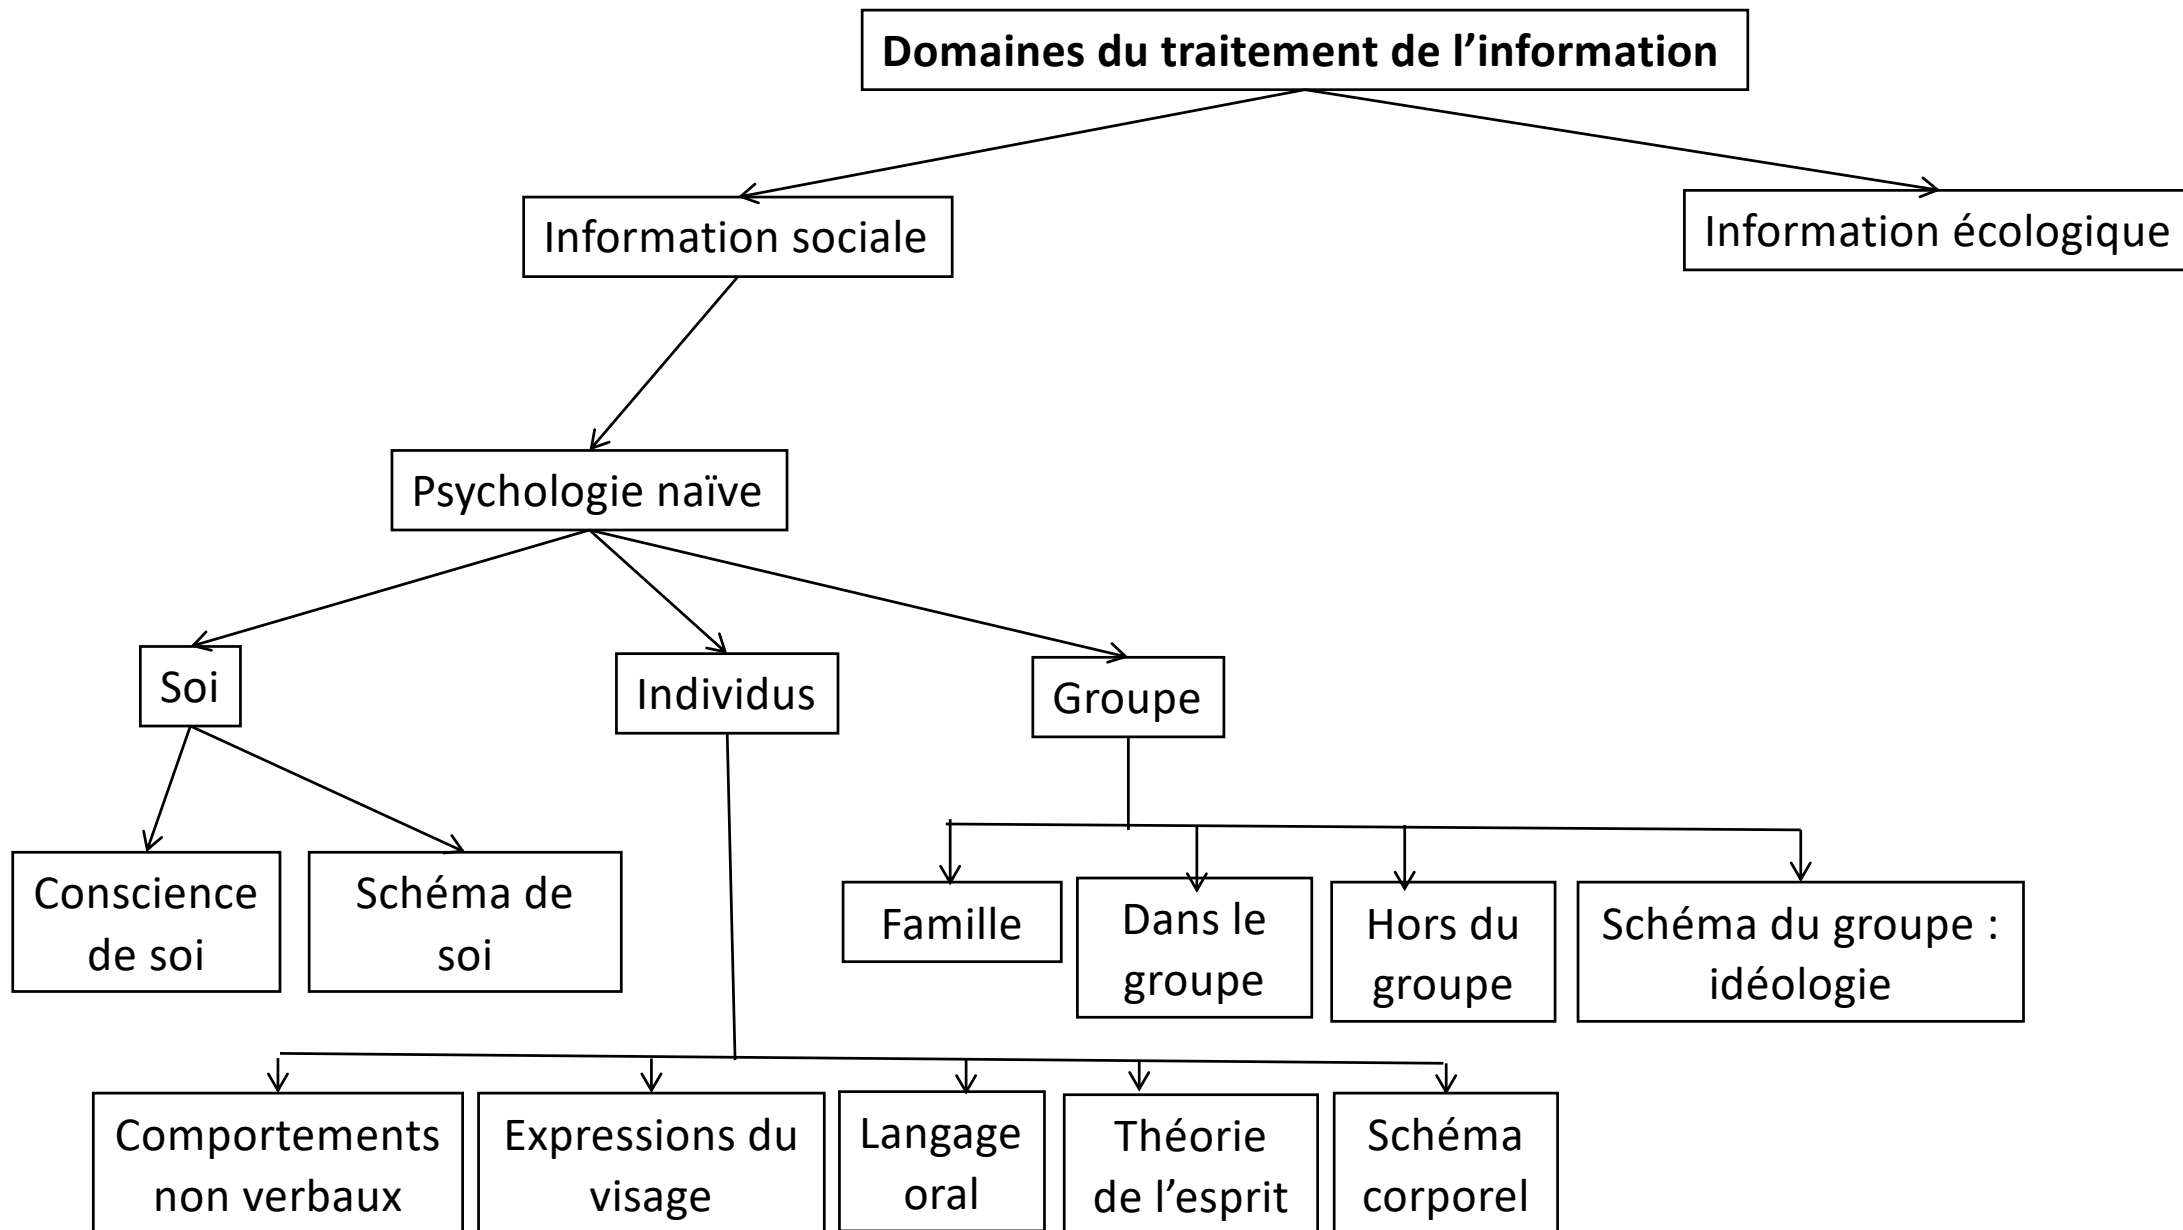 Domaines du traitement de l’information
Information sociale
Information écologique
Psychologie naïve
Soi
Individus
Groupe
Conscience
de soi
Schéma de
soi
Famille
Dans le
groupe
Hors du
groupe
Schéma du groupe :
idéologie
Comportements
non verbaux
Expressions du
visage
Langage
oral
Théorie
de l’esprit
Schéma
corporel